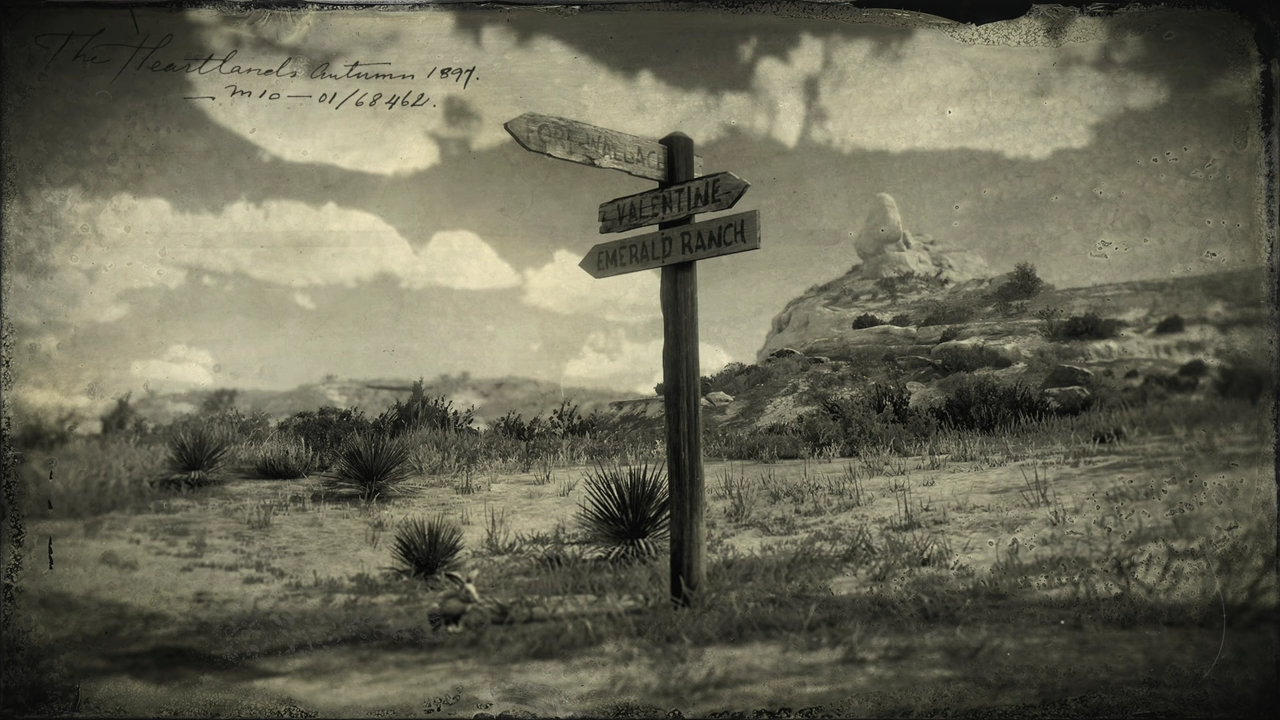 The Heartlands Autumn 1897.
— M10 — 01/68462.
FORT WALLACE
VALENTINE
EMERALD RANCH